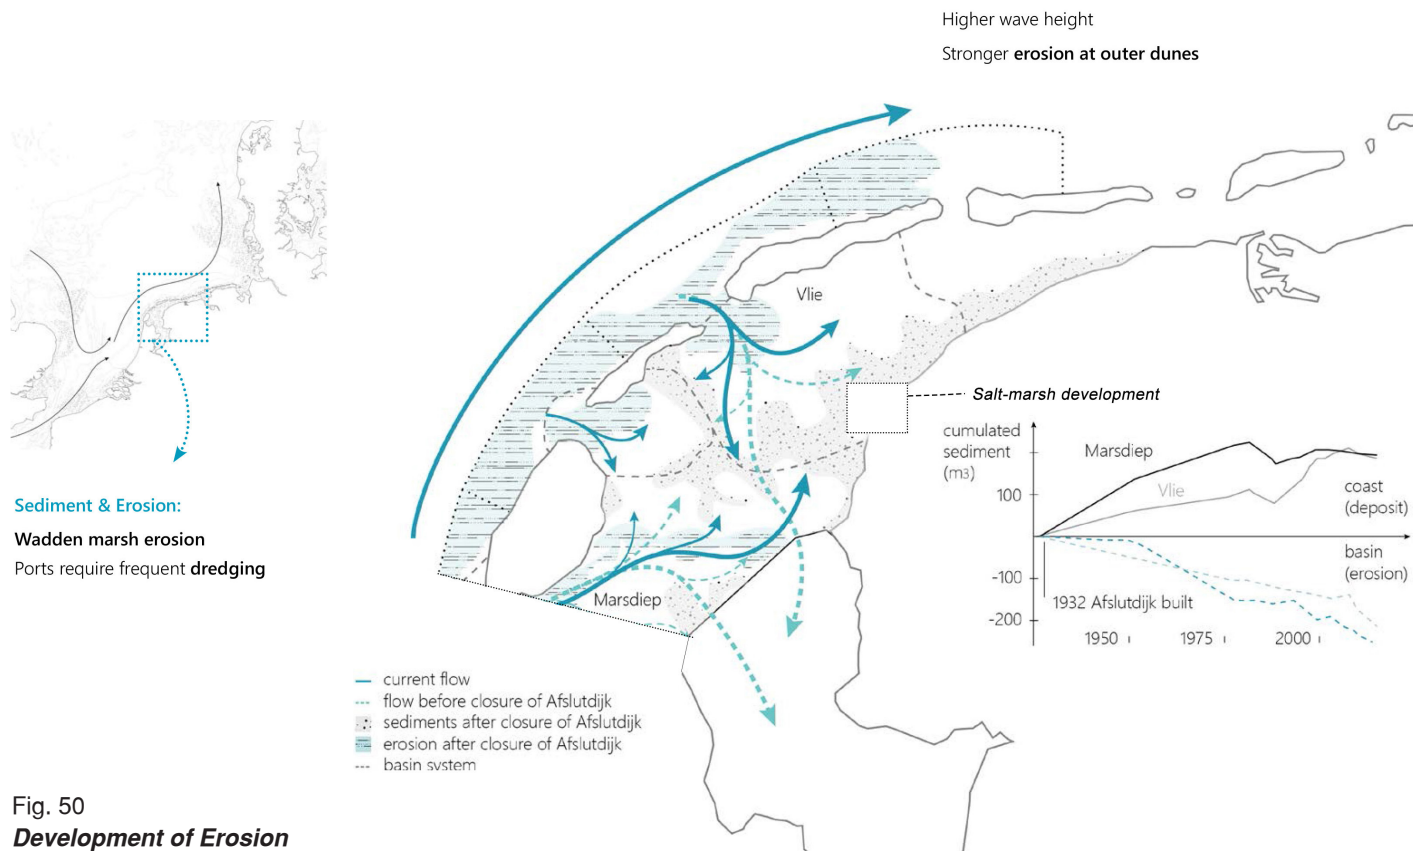 Higher wave height
Stronger erosion at outer dunes
Vlie
Salt-marsh development
Marsdiep
Sediment & Erosion:
Wadden marsh erosion
Ports require frequent dredging
cumulated
sediment
(m3)
Marsdiep
Vlie
100
-100
-200
coast
(deposit)
basin
(erosion)
1932 Afslutdijk built
1950
1975
2000
current flow
flow before closure of Afslutdijk
sediments after closure of Afslutdijk
erosion after closure of Afslutdijk
basin system
Fig. 50
Development of Erosion